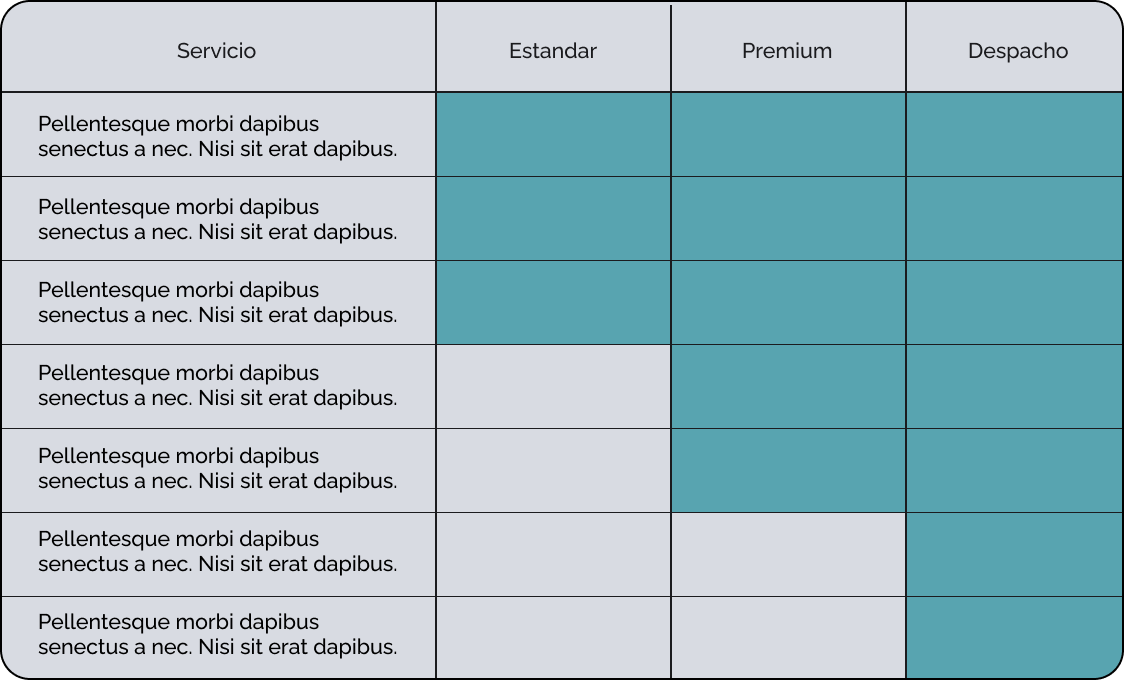 Servicio
Estandar
Premium
Despacho
Pellentesque morbi dapibus
senectus a nec. Nisi sit erat dapibus.
Pellentesque morbi dapibus
senectus a nec. Nisi sit erat dapibus.
Pellentesque morbi dapibus
senectus a nec. Nisi sit erat dapibus.
Pellentesque morbi dapibus
senectus a nec. Nisi sit erat dapibus.
Pellentesque morbi dapibus
senectus a nec. Nisi sit erat dapibus.
Pellentesque morbi dapibus
senectus a nec. Nisi sit erat dapibus.
Pellentesque morbi dapibus
senectus a nec. Nisi sit erat dapibus.